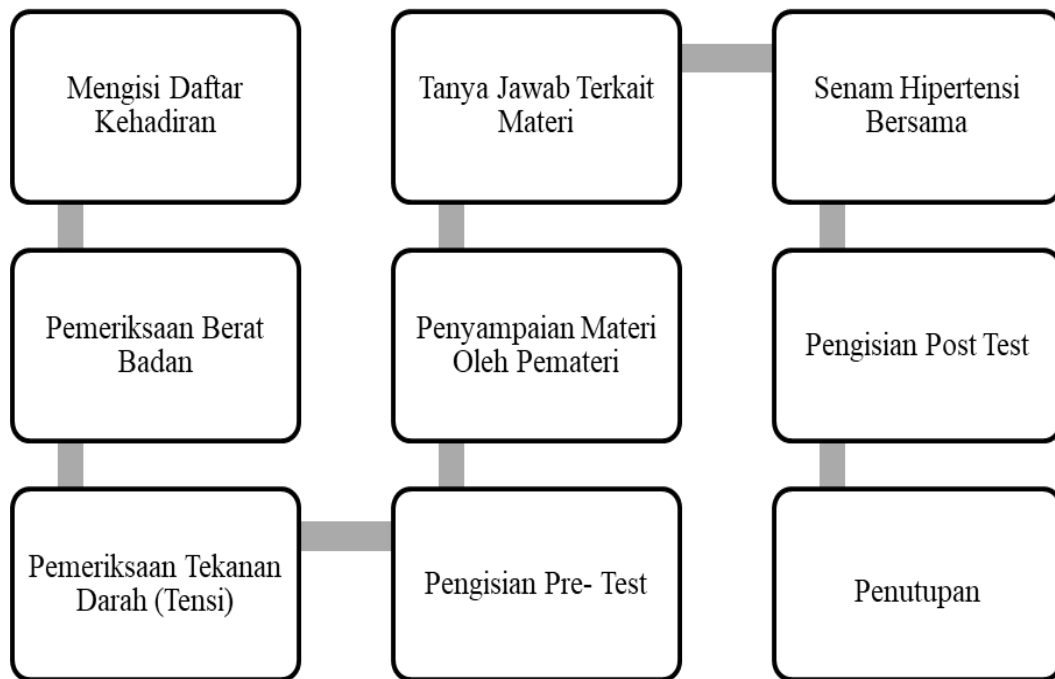 Mengisi Daftar
Kehadiran
Pemeriksaan Berat
Badan
Pemeriksaan Tekanan
Darah (Tensi)
Pengisian Pre- Test
Penyampaian Materi
Oleh Pemateri
Tanya Jawab Terkait
Materi
Senam Hipertensi
Bersama
Pengisian Post Test
Penutupan